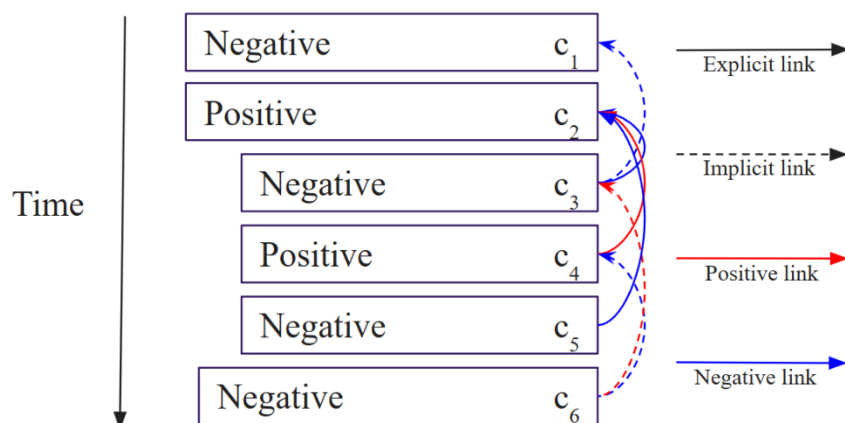 Negative c₁
Explicit link
Positive c₂
Implicit link
Negative c₃
Time
Positive c₄
Positive link
Negative c₅
Negative link
Negative c₆